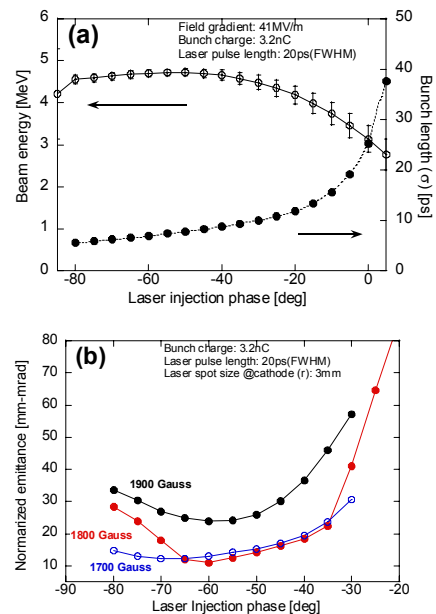 (a)
Field gradient: 41MV/m
Bunch charge: 3.2nC
Laser pulse length: 20ps(FWHM)
Beam energy [MeV]
6
5
4
3
2
1
0
50
40
30
20
10
0
Bunch length (σ) [ps]
-80 -60 -40 -20 0
Laser injection phase [deg]
(b)
Bunch charge: 3.2nC
Laser pulse length: 20ps(FWHM)
Laser spot size @cathode (r): 3mm
Normarized emittance [mm-mrad]
80
70
60
50
40
30
20
10
1900 Gauss
1800 Gauss
1700 Gauss
-90 -80 -70 -60 -50 -40 -30 -20
Laser Injection phase [deg]